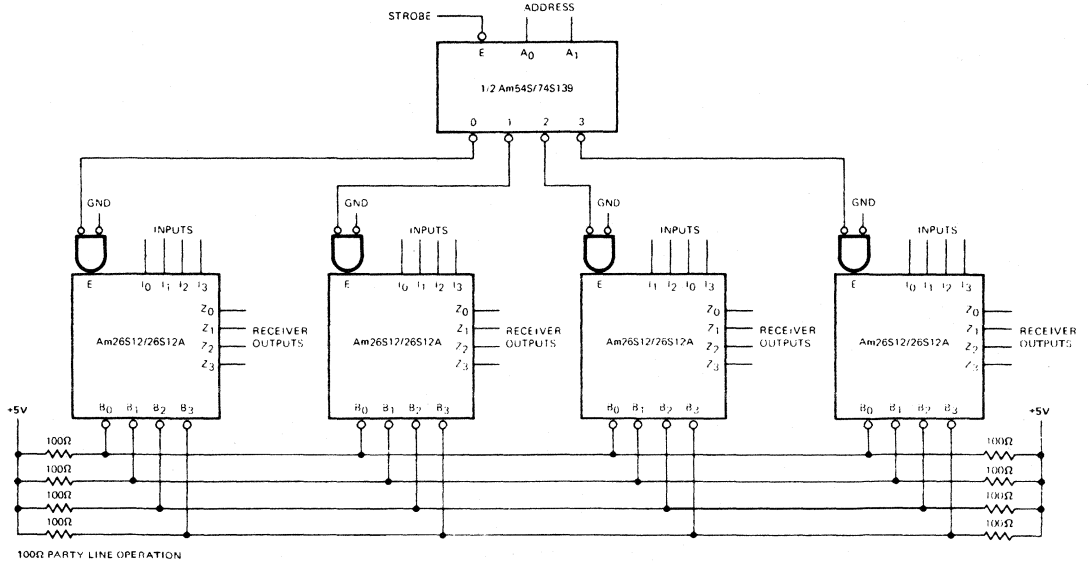 STROBE
ADDRESS
E A0 A1
1/2 Am54S/74S139
0 1 2 3
GND GND GND GND
INPUTS INPUTS INPUTS INPUTS
E I0 I1 I2 I3 E I0 I1 I2 I3 E I1 I2 I0 I3 E I0 I1 I2 I3
Z0 Z0 Z0 Z0
Z1 RECEIVER Z1 RECEIVER Z1 RECEIVER Z1 RECEIVER
Am26S12/26S12A Am26S12/26S12A Am26S12/26S12A Am26S12/26S12A
Z2 OUTPUTS Z2 OUTPUTS Z2 OUTPUTS Z2 OUTPUTS
Z3 Z3 Z3 Z3
B0 B1 B2 B3 B0 B1 B2 B3 B0 B1 B2 B3 B0 B1 B2 B3
+5V +5V
100Ω 100Ω
100Ω 100Ω
100Ω 100Ω
100Ω 100Ω
100Ω PARTY LINE OPERATION